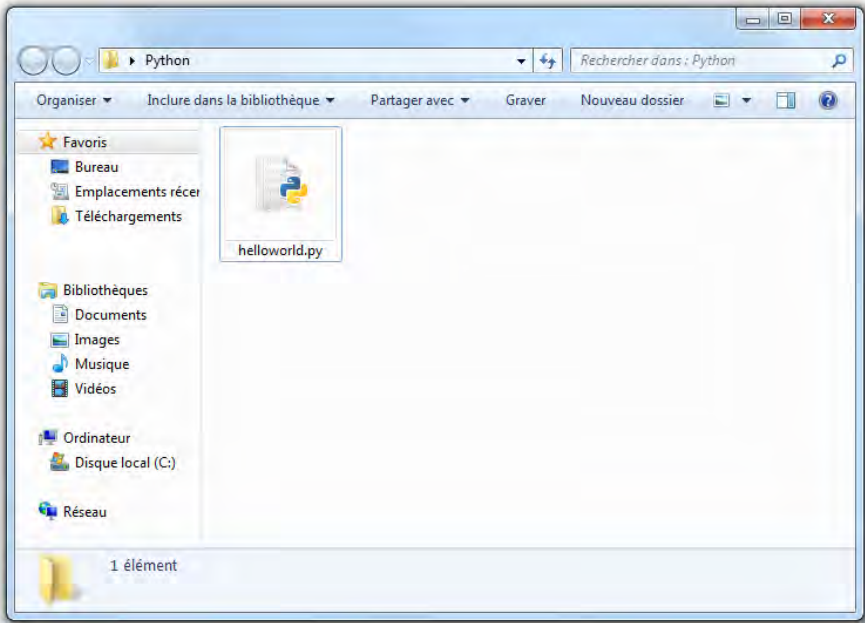 Python
Rechercher dans : Python
Organiser Inclure dans la bibliothèque Partager avec Graver Nouveau dossier
Favoris
Bureau
Emplacements récer
Téléchargements
Bibliothèques
Documents
Images
Musique
Vidéos
Ordinateur
Disque local (C:)
Réseau
helloworld.py
1 élément